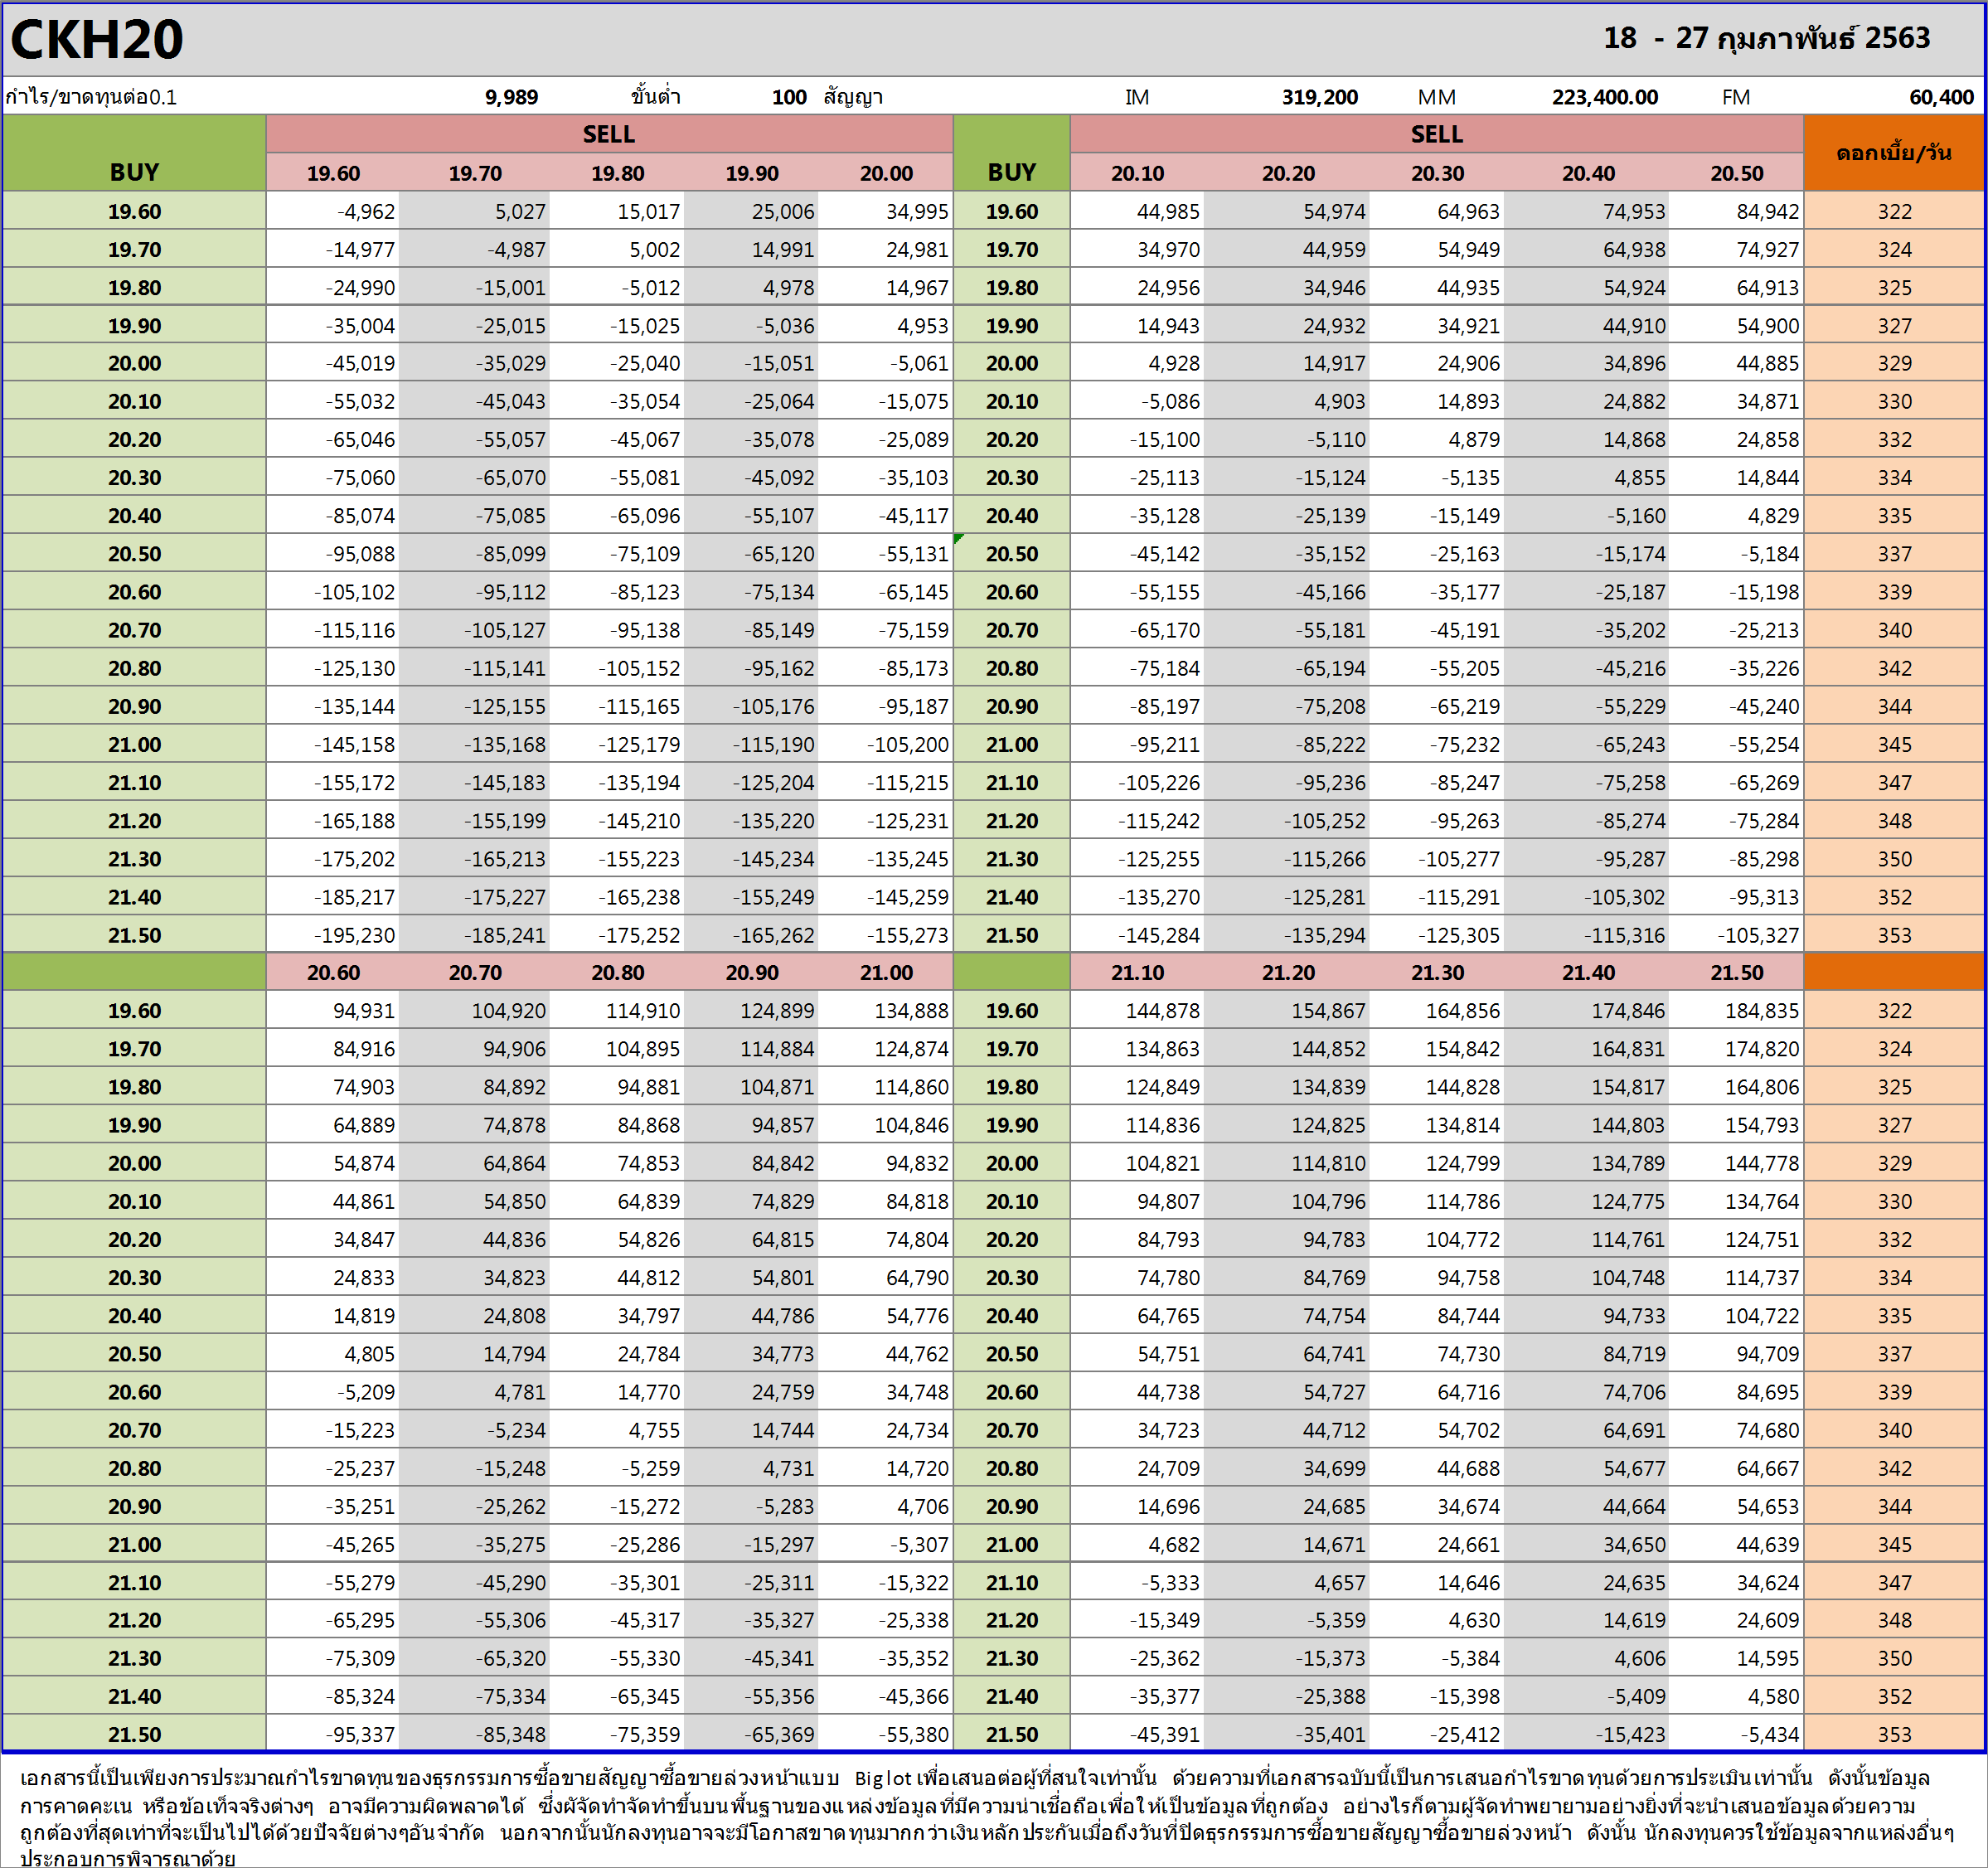 CKH20 18 - 27 กุมภาพันธ์ 2563
กำไร/ขาดทุนต่อ0.1 9,989 ขั้นต่ำ 100 สัญญา IM 319,200 MM 223,400.00 FM 60,400
SELL SELL
BUY 19.60 19.70 19.80 19.90 20.00 BUY 20.10 20.20 20.30 20.40 20.50 ดอกเบี้ย/วัน
19.60 -4,962 5,027 15,017 25,006 34,995 19.60 44,985 54,974 64,963 74,953 84,942 322
19.70 -14,977 -4,987 5,002 14,991 24,981 19.70 34,970 44,959 54,949 64,938 74,927 324
19.80 -24,990 -15,001 -5,012 4,978 14,967 19.80 24,956 34,946 44,935 54,924 64,913 325
19.90 -35,004 -25,015 -15,025 -5,036 4,953 19.90 14,943 24,932 34,921 44,910 54,900 327
20.00 -45,019 -35,029 -25,040 -15,051 -5,061 20.00 4,928 14,917 24,906 34,896 44,885 329
20.10 -55,032 -45,043 -35,054 -25,064 -15,075 20.10 -5,086 4,903 14,893 24,882 34,871 330
20.20 -65,046 -55,057 -45,067 -35,078 -25,089 20.20 -15,100 -5,110 4,879 14,868 24,858 332
20.30 -75,060 -65,070 -55,081 -45,092 -35,103 20.30 -25,113 -15,124 -5,135 4,855 14,844 334
20.40 -85,074 -75,085 -65,096 -55,107 -45,117 20.40 -35,128 -25,139 -15,149 -5,160 4,829 335
20.50 -95,088 -85,099 -75,109 -65,120 -55,131 20.50 -45,142 -35,152 -25,163 -15,174 -5,184 337
20.60 -105,102 -95,112 -85,123 -75,134 -65,145 20.60 -55,155 -45,166 -35,177 -25,187 -15,198 339
20.70 -115,116 -105,127 -95,138 -85,149 -75,159 20.70 -65,170 -55,181 -45,191 -35,202 -25,213 340
20.80 -125,130 -115,141 -105,152 -95,162 -85,173 20.80 -75,184 -65,194 -55,205 -45,216 -35,226 342
20.90 -135,144 -125,155 -115,165 -105,176 -95,187 20.90 -85,197 -75,208 -65,219 -55,229 -45,240 344
21.00 -145,158 -135,168 -125,179 -115,190 -105,200 21.00 -95,211 -85,222 -75,232 -65,243 -55,254 345
21.10 -155,172 -145,183 -135,194 -125,204 -115,215 21.10 -105,226 -95,236 -85,247 -75,258 -65,269 347
21.20 -165,188 -155,199 -145,210 -135,220 -125,231 21.20 -115,242 -105,252 -95,263 -85,274 -75,284 348
21.30 -175,202 -165,213 -155,223 -145,234 -135,245 21.30 -125,255 -115,266 -105,277 -95,287 -85,298 350
21.40 -185,217 -175,227 -165,238 -155,249 -145,259 21.40 -135,270 -125,281 -115,291 -105,302 -95,313 352
21.50 -195,230 -185,241 -175,252 -165,262 -155,273 21.50 -145,284 -135,294 -125,305 -115,316 -105,327 353
20.60 20.70 20.80 20.90 21.00 21.10 21.20 21.30 21.40 21.50
19.60 94,931 104,920 114,910 124,899 134,888 19.60 144,878 154,867 164,856 174,846 184,835 322
19.70 84,916 94,906 104,895 114,884 124,874 19.70 134,863 144,852 154,842 164,831 174,820 324
19.80 74,903 84,892 94,881 104,871 114,860 19.80 124,849 134,839 144,828 154,817 164,806 325
19.90 64,889 74,878 84,868 94,857 104,846 19.90 114,836 124,825 134,814 144,803 154,793 327
20.00 54,874 64,864 74,853 84,842 94,832 20.00 104,821 114,810 124,799 134,789 144,778 329
20.10 44,861 54,850 64,839 74,829 84,818 20.10 94,807 104,796 114,786 124,775 134,764 330
20.20 34,847 44,836 54,826 64,815 74,804 20.20 84,793 94,783 104,772 114,761 124,751 332
20.30 24,833 34,823 44,812 54,801 64,790 20.30 74,780 84,769 94,758 104,748 114,737 334
20.40 14,819 24,808 34,797 44,786 54,776 20.40 64,765 74,754 84,744 94,733 104,722 335
20.50 4,805 14,794 24,784 34,773 44,762 20.50 54,751 64,741 74,730 84,719 94,709 337
20.60 -5,209 4,781 14,770 24,759 34,748 20.60 44,738 54,727 64,716 74,706 84,695 339
20.70 -15,223 -5,234 4,755 14,744 24,734 20.70 34,723 44,712 54,702 64,691 74,680 340
20.80 -25,237 -15,248 -5,259 4,731 14,720 20.80 24,709 34,699 44,688 54,677 64,667 342
20.90 -35,251 -25,262 -15,272 -5,283 4,706 20.90 14,696 24,685 34,674 44,664 54,653 344
21.00 -45,265 -35,275 -25,286 -15,297 -5,307 21.00 4,682 14,671 24,661 34,650 44,639 345
21.10 -55,279 -45,290 -35,301 -25,311 -15,322 21.10 -5,333 4,657 14,646 24,635 34,624 347
21.20 -65,295 -55,306 -45,317 -35,327 -25,338 21.20 -15,349 -5,359 4,630 14,619 24,609 348
21.30 -75,309 -65,320 -55,330 -45,341 -35,352 21.30 -25,362 -15,373 -5,384 4,606 14,595 350
21.40 -85,324 -75,334 -65,345 -55,356 -45,366 21.40 -35,377 -25,388 -15,398 -5,409 4,580 352
21.50 -95,337 -85,348 -75,359 -65,369 -55,380 21.50 -45,391 -35,401 -25,412 -15,423 -5,434 353
เอกสารนี้เป็นเพียงการประมาณกำไรขาดทุนของธุรกรรมการซื้อขายสัญญาซื้อขายล่วงหน้าแบบ Big lot เพื่อเสนอต่อผู้ที่สนใจเท่านั้น ด้วยความที่เอกสารฉบับนี้เป็นการเสนอกำไรขาดทุนด้วยการประเมินเท่านั้น ดังนั้นข้อมูล
การคาดคะเน หรือข้อเท็จจริงต่างๆ อาจมีความผิดพลาดได้ ซึ่งผู้จัดทำจัดทำขึ้นบนพื้นฐานของแหล่งข้อมูลที่มีความน่าเชื่อถือเพื่อให้เป็นข้อมูลที่ถูกต้อง อย่างไรก็ตามผู้จัดทำพยายามอย่างยิ่งที่จะนำเสนอข้อมูลด้วยความ
ถูกต้องที่สุดเท่าที่จะเป็นไปได้ด้วยปัจจัยต่างๆอันจำกัด นอกจากนั้นนักลงทุนอาจจะมีโอกาสขาดทุนมากกว่าเงินหลักประกันเมื่อถึงวันที่ปิดธุรกรรมการซื้อขายสัญญาซื้อขายล่วงหน้า ดังนั้น นักลงทุนควรใช้ข้อมูลจากแหล่งอื่นๆ
ประกอบการพิจารณาด้วย